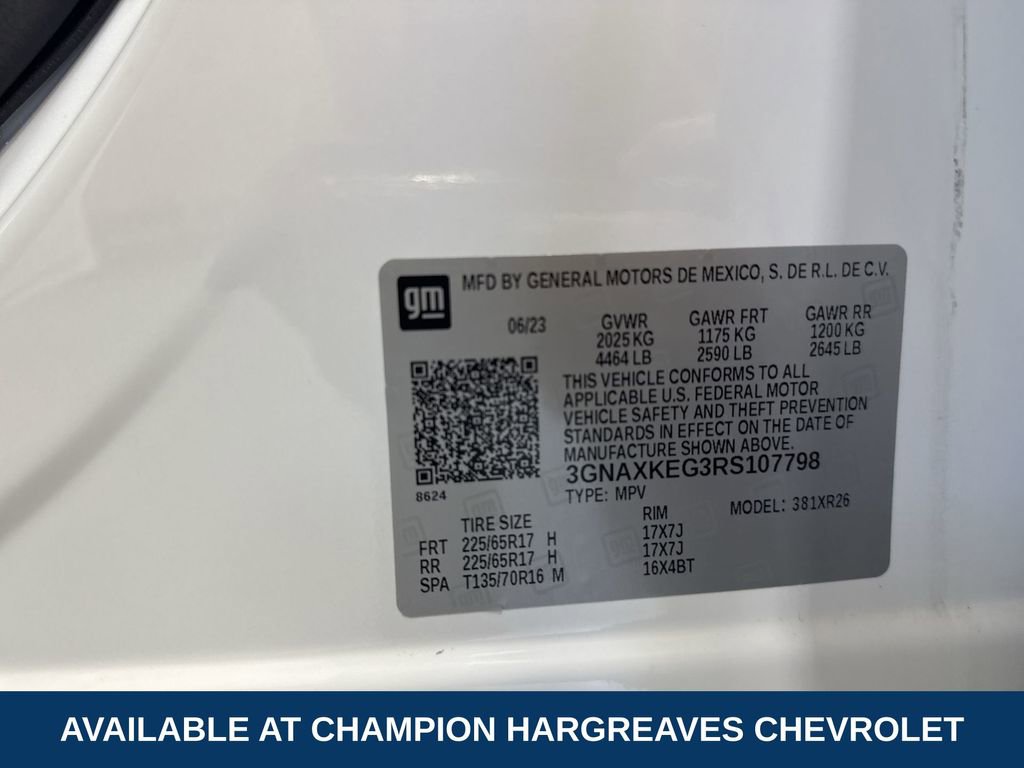 gm
MFD BY GENERAL MOTORS DE MEXICO, S. DE R.L. DE C.V.
06/23 GVWR GAWR FRT GAWR RR
2025 KG 1175 KG 1200 KG
4464 LB 2590 LB 2645 LB
THIS VEHICLE CONFORMS TO ALL
APPLICABLE U.S. FEDERAL MOTOR
VEHICLE SAFETY AND THEFT PREVENTION
STANDARDS IN EFFECT ON THE DATE OF
MANUFACTURE SHOWN ABOVE.
3GNAXKEG3RS107798
8624
TYPE: MPV MODEL: 381XR26
TIRE SIZE RIM
FRT 225/65R17 H 17X7J
RR 225/65R17 H 17X7J
SPA T135/70R16 M 16X4BT
AVAILABLE AT CHAMPION HARGREAVES CHEVROLET